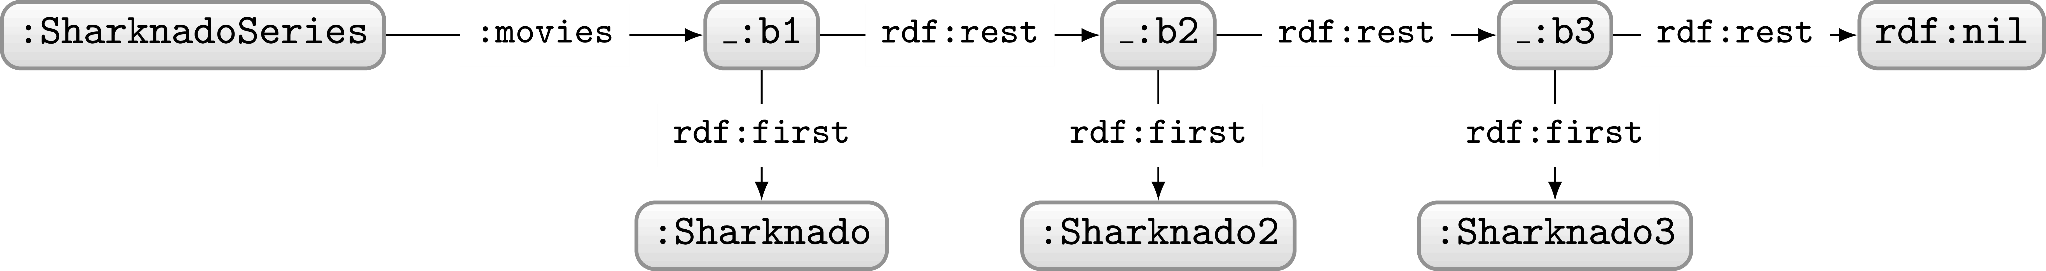 :SharknadoSeries :movies _:b1 rdf:rest _:b2 rdf:rest _:b3 rdf:rest rdf:nil
rdf:first rdf:first rdf:first
:Sharknado :Sharknado2 :Sharknado3